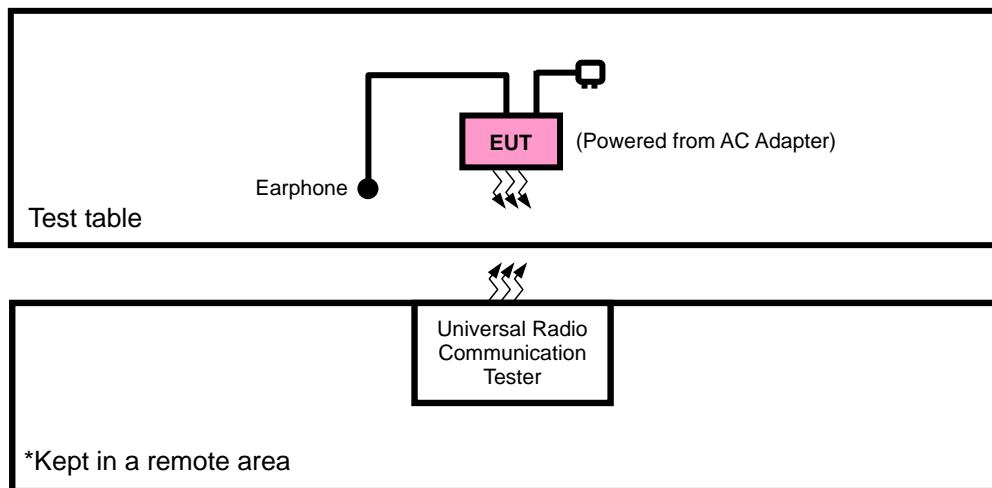 EUT
(Powered from AC Adapter)
Earphone
Test table
Universal Radio
Communication
Tester
*Kept in a remote area